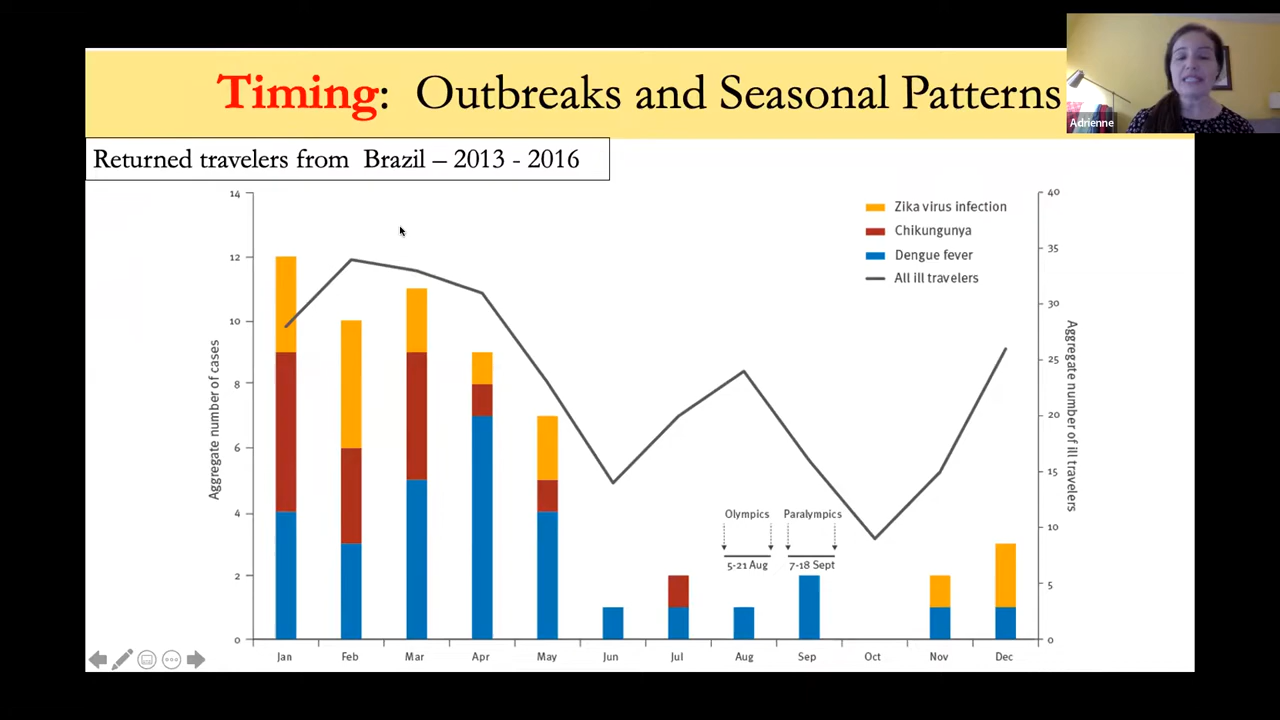 Timing: Outbreaks and Seasonal Patterns
Adrienne
Returned travelers from Brazil – 2013 - 2016
14
12
10
8
6
4
2
0
Aggregate number of cases
Zika virus infection
Chikungunya
Dengue fever
All ill travelers
40
35
30
25
20
15
10
5
0
Aggregate number of ill travelers
Olympics Paralympics
5-21 Aug 7-18 Sept
Jan Feb Mar Apr May Jun Jul Aug Sep Oct Nov Dec